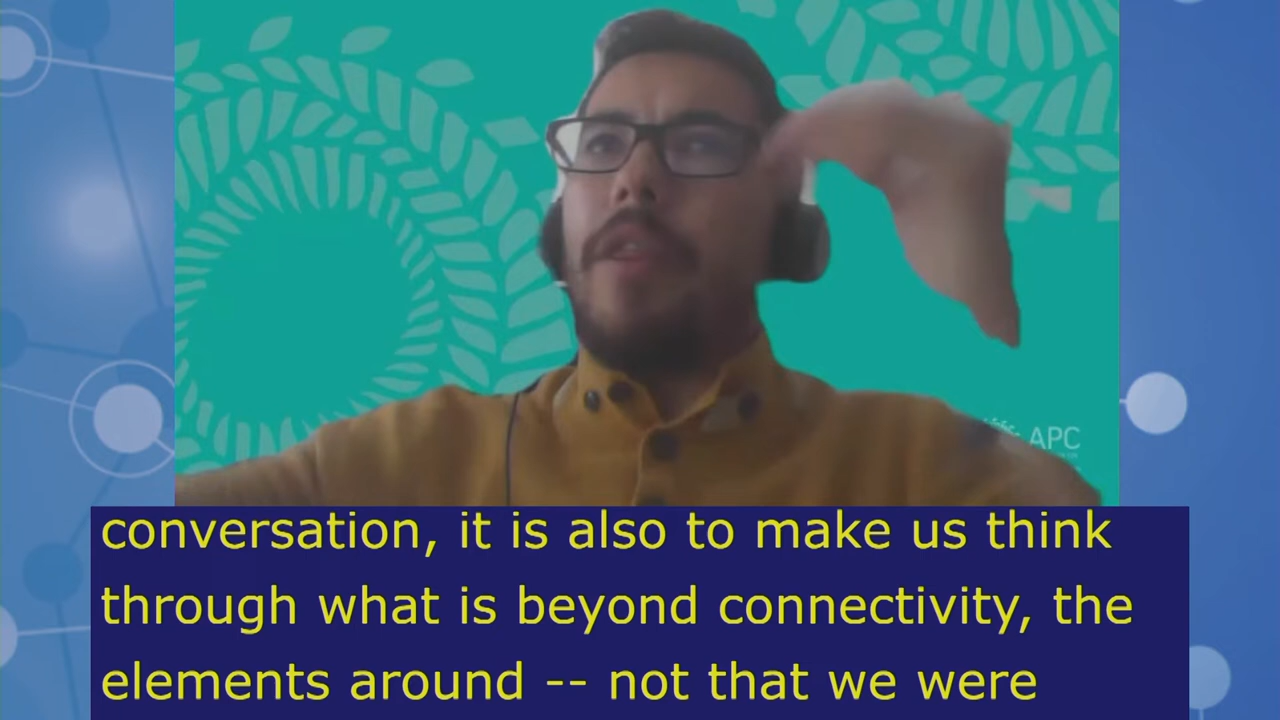 APC
conversation, it is also to make us think
through what is beyond connectivity, the
elements around -- not that we were